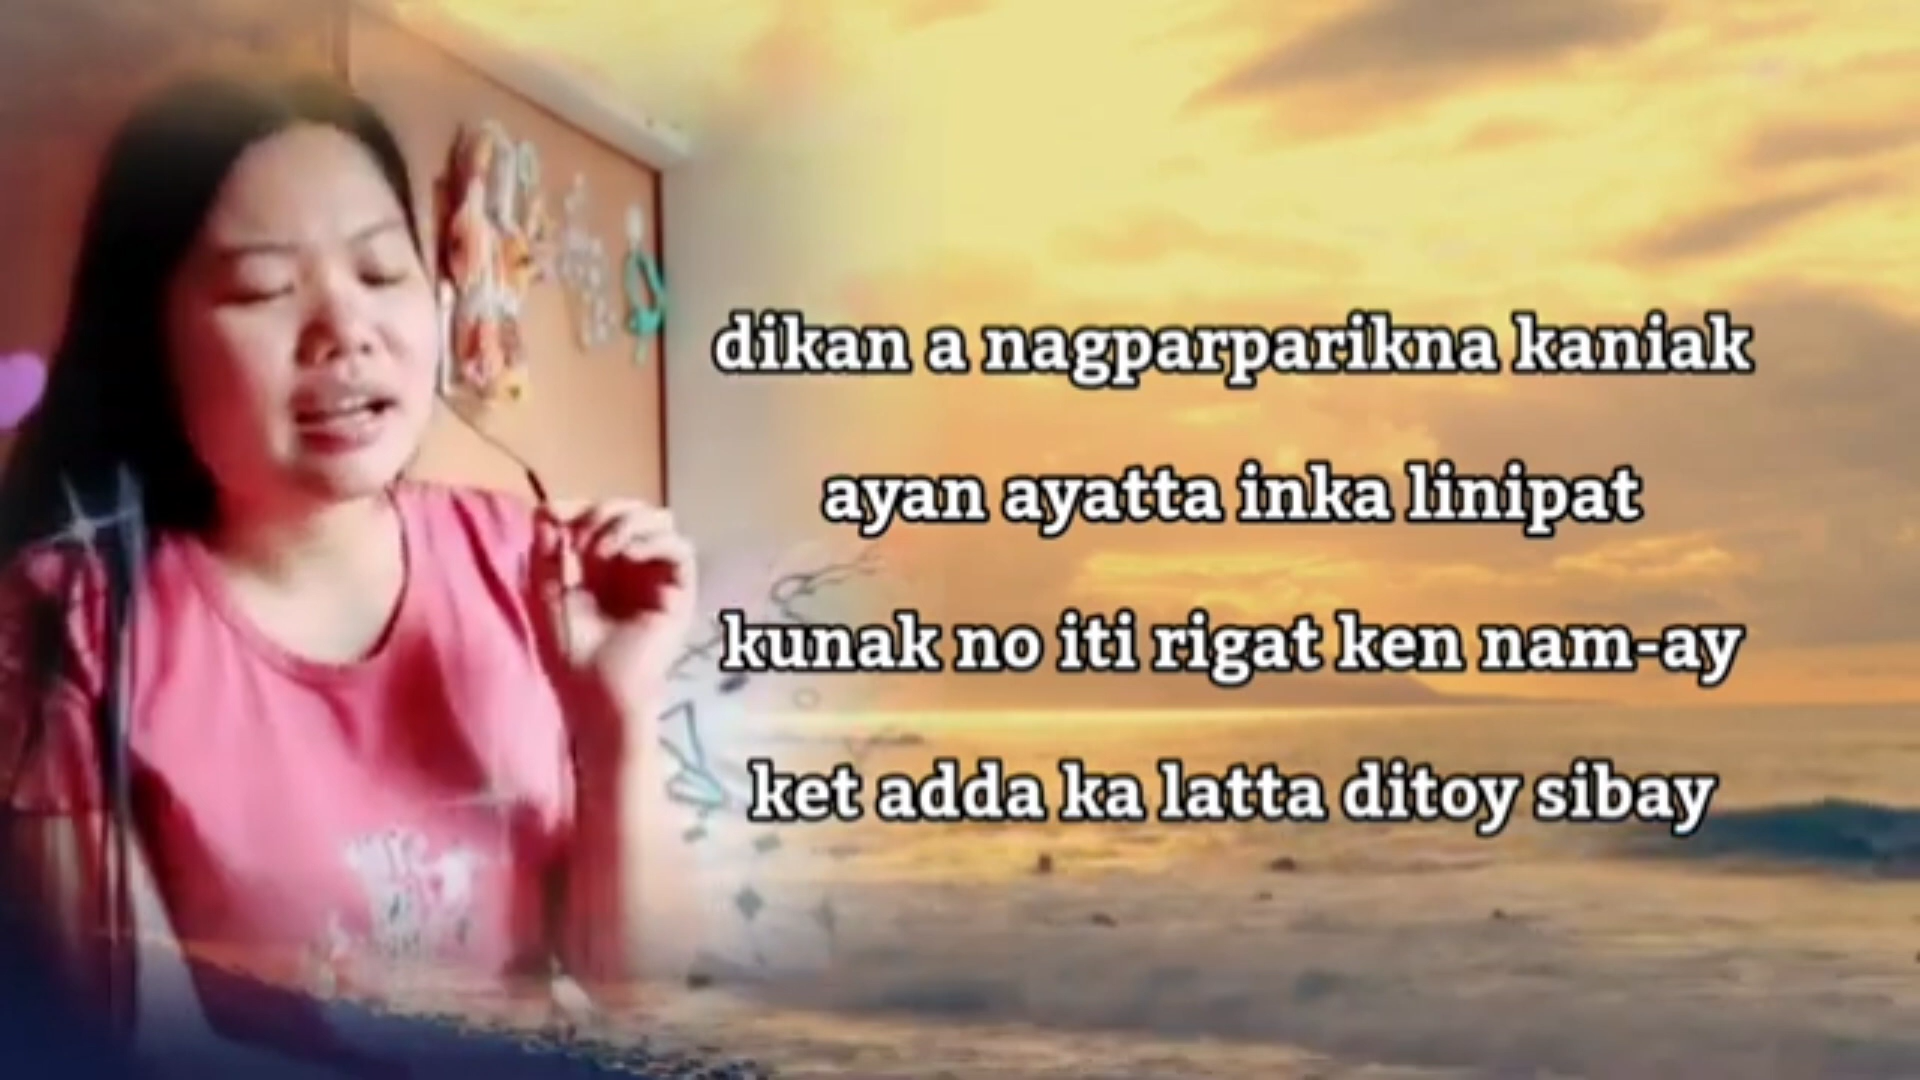 dikan a nagparparikna kaniak
ayan ayatta inka linipat
kunak no iti rigat ken nam-ay
ket adda ka latta ditoy sibay